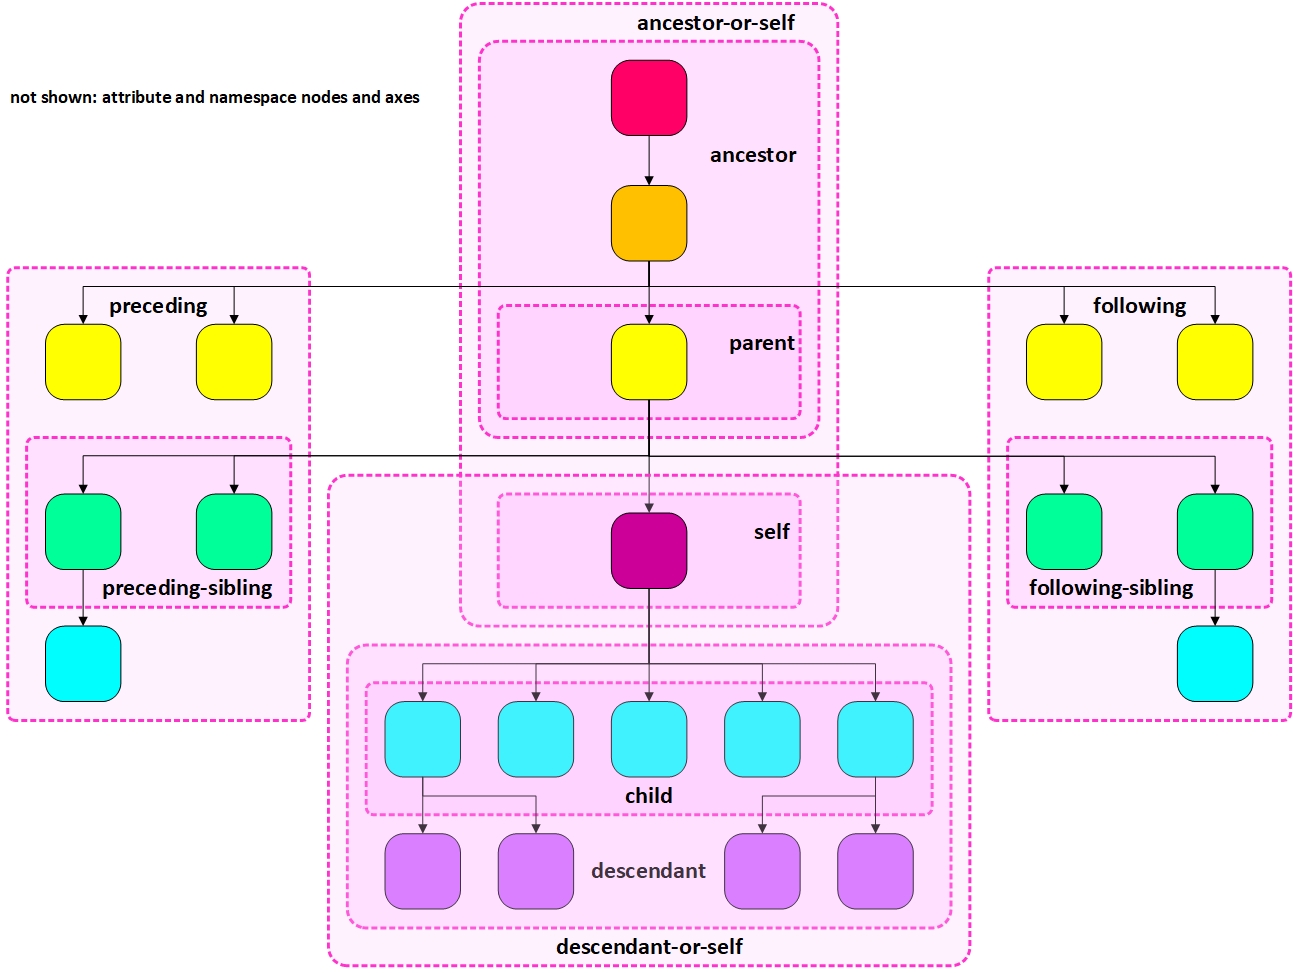 ancestor-or-self
not shown: attribute and namespace nodes and axes
ancestor
preceding
following
parent
self
preceding-sibling
following-sibling
child
descendant
descendant-or-self